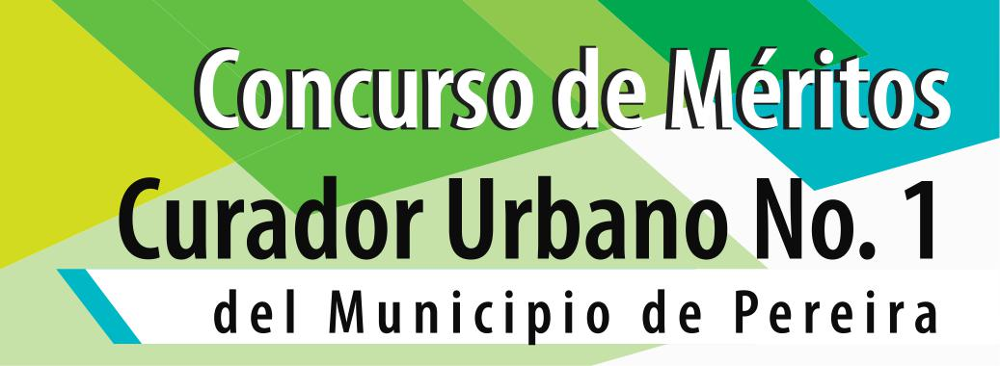 Concurso de Méritos
Curador Urbano No. 1
del Municipio de Pereira